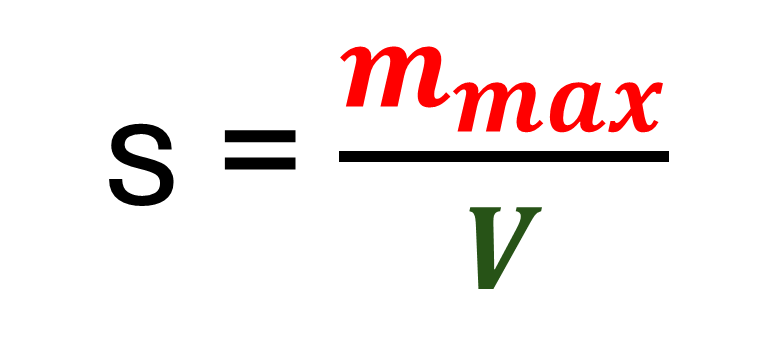 s = m_max / V